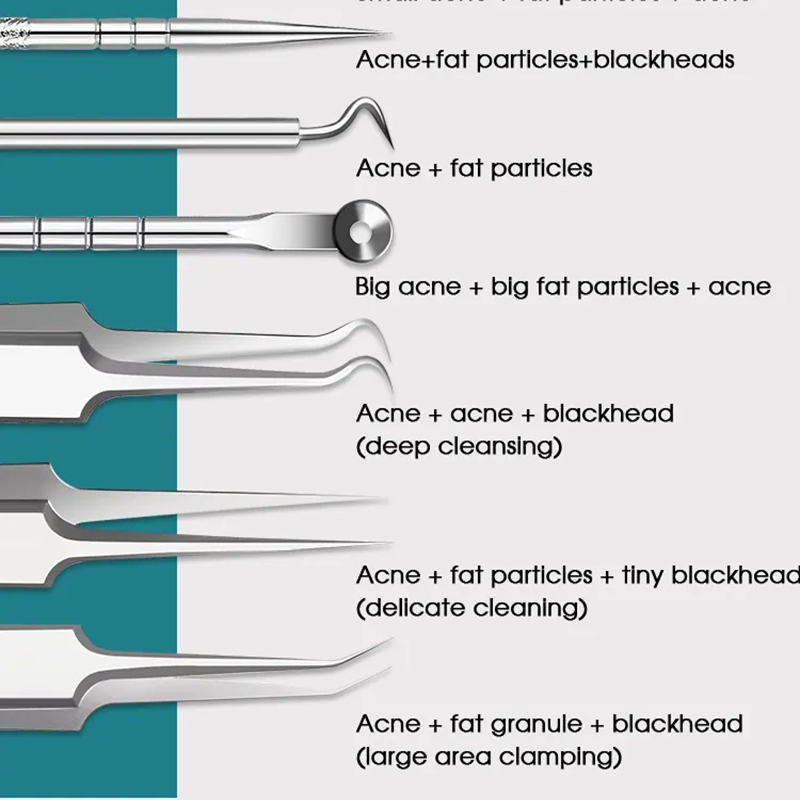 Acne+fat particles+blackheads
Acne + fat particles
Big acne + big fat particles + acne
Acne + acne + blackhead
(deep cleansing)
Acne + fat particles + tiny blackhead
(delicate cleaning)
Acne + fat granule + blackhead
(large area clamping)